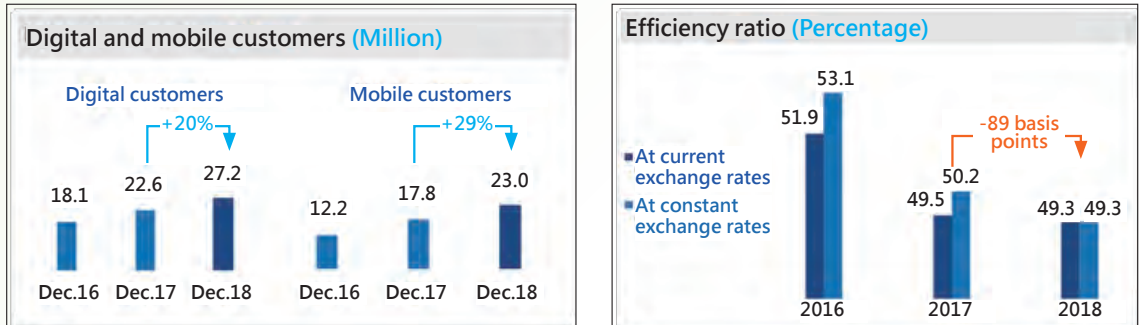 Digital and mobile customers (Million)
Digital customers
Mobile customers
+20%
+29%
18.1
22.6
27.2
12.2
17.8
23.0
Dec.16 Dec.17 Dec.18
Dec.16 Dec.17 Dec.18
Efficiency ratio (Percentage)
53.1
51.9
-89 basis
points
At current
exchange rates
At constant
exchange rates
49.5
50.2
49.3 49.3
2016
2017
2018